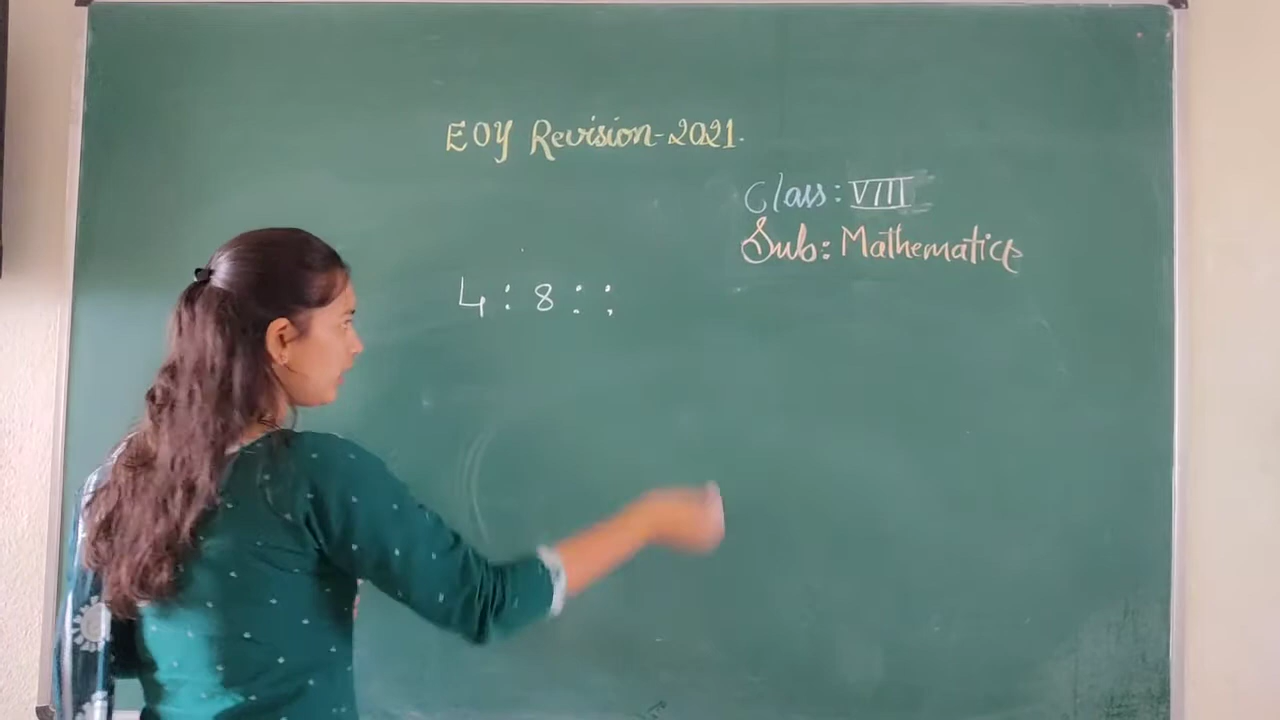 EOY Revision-2021.
Class: VIII
Sub: Mathematics
4 : 8 : :